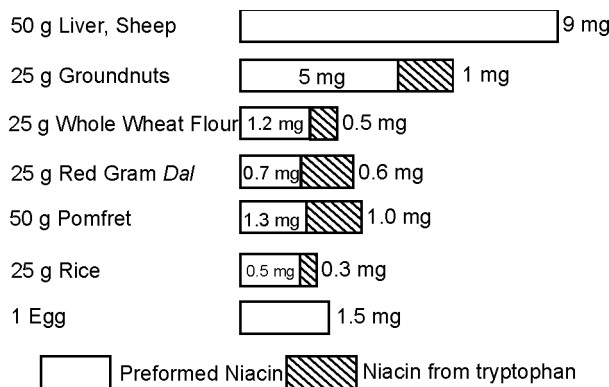 50 g Liver, Sheep 9 mg
25 g Groundnuts 5 mg 1 mg
25 g Whole Wheat Flour 1.2 mg 0.5 mg
25 g Red Gram Dal 0.7 mg 0.6 mg
50 g Pomfret 1.3 mg 1.0 mg
25 g Rice 0.5 mg 0.3 mg
1 Egg 1.5 mg
Preformed Niacin Niacin from tryptophan